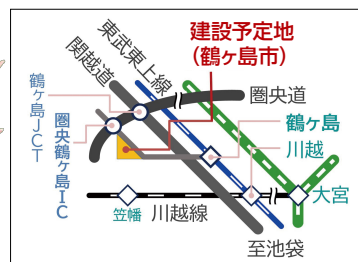 建設予定地
(鶴ヶ島市)
東武東上線
関越道
圏央道
鶴ヶ島JCT
圏央鶴ヶ島IC
鶴ヶ島
川越
大宮
笠幡
川越線
至池袋